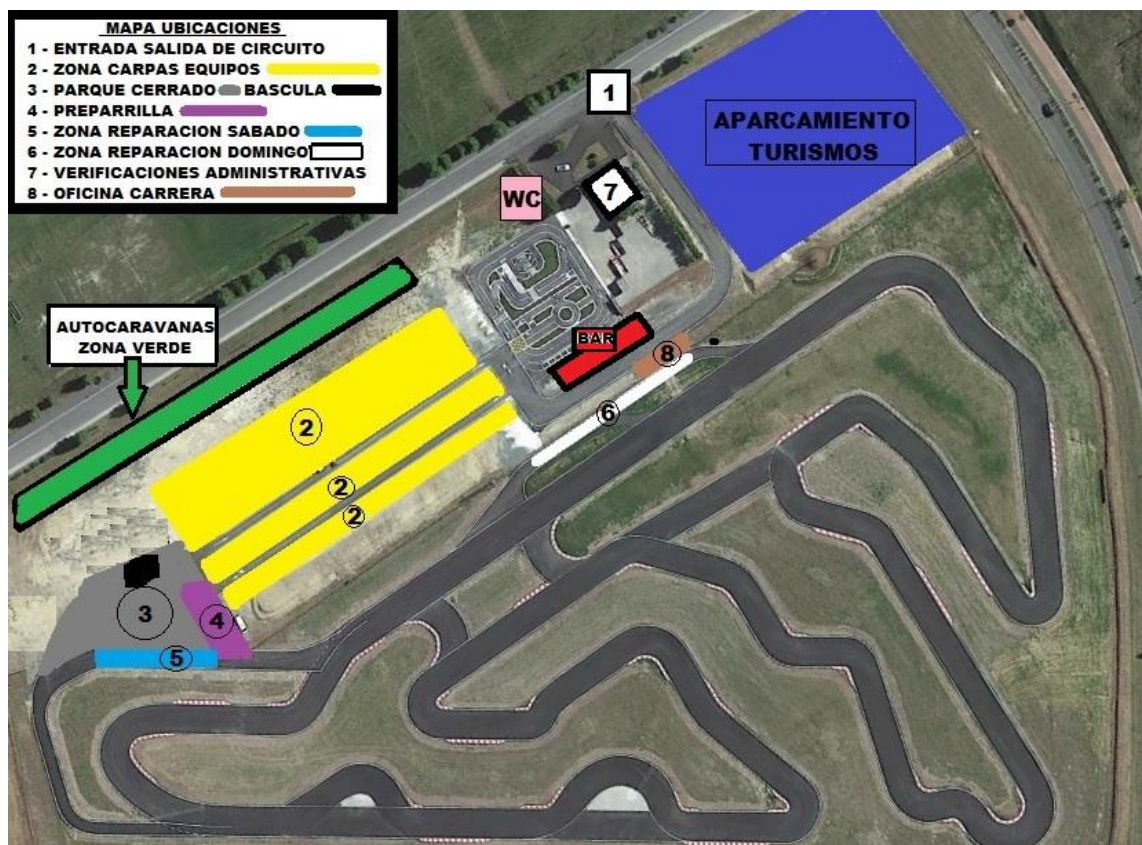 MAPA UBICACIONES
1 - ENTRADA SALIDA DE CIRCUITO
2 - ZONA CARPAS EQUIPOS
3 - PARQUE CERRADO BASCULA
4 - PREPARRILLA
5 - ZONA REPARACION SABADO
6 - ZONA REPARACION DOMINGO
7 - VERIFICACIONES ADMINISTRATIVAS
8 - OFICINA CARRERA
1
APARCAMIENTO
TURISMOS
WC
7
AUTOCARAVANAS
ZONA VERDE
BAR
8
6
2
2
2
3
4
5